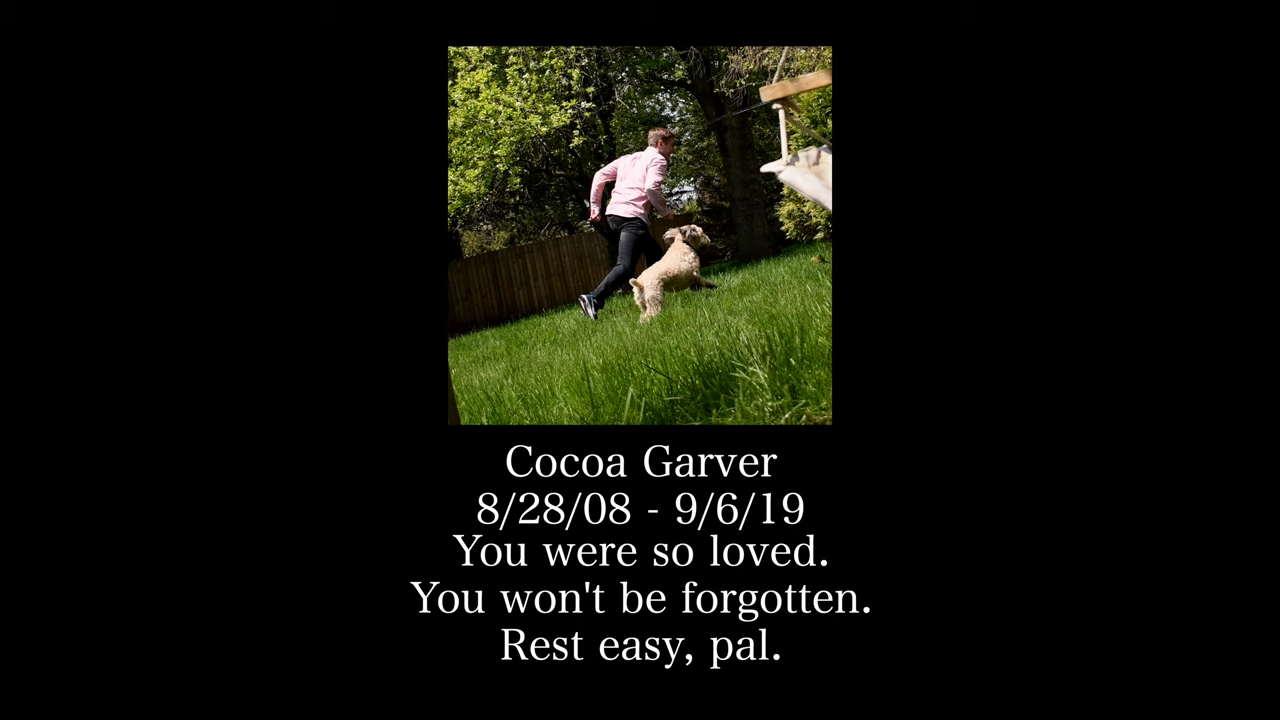 Cocoa Garver
8/28/08 - 9/6/19
You were so loved.
You won't be forgotten.
Rest easy, pal.